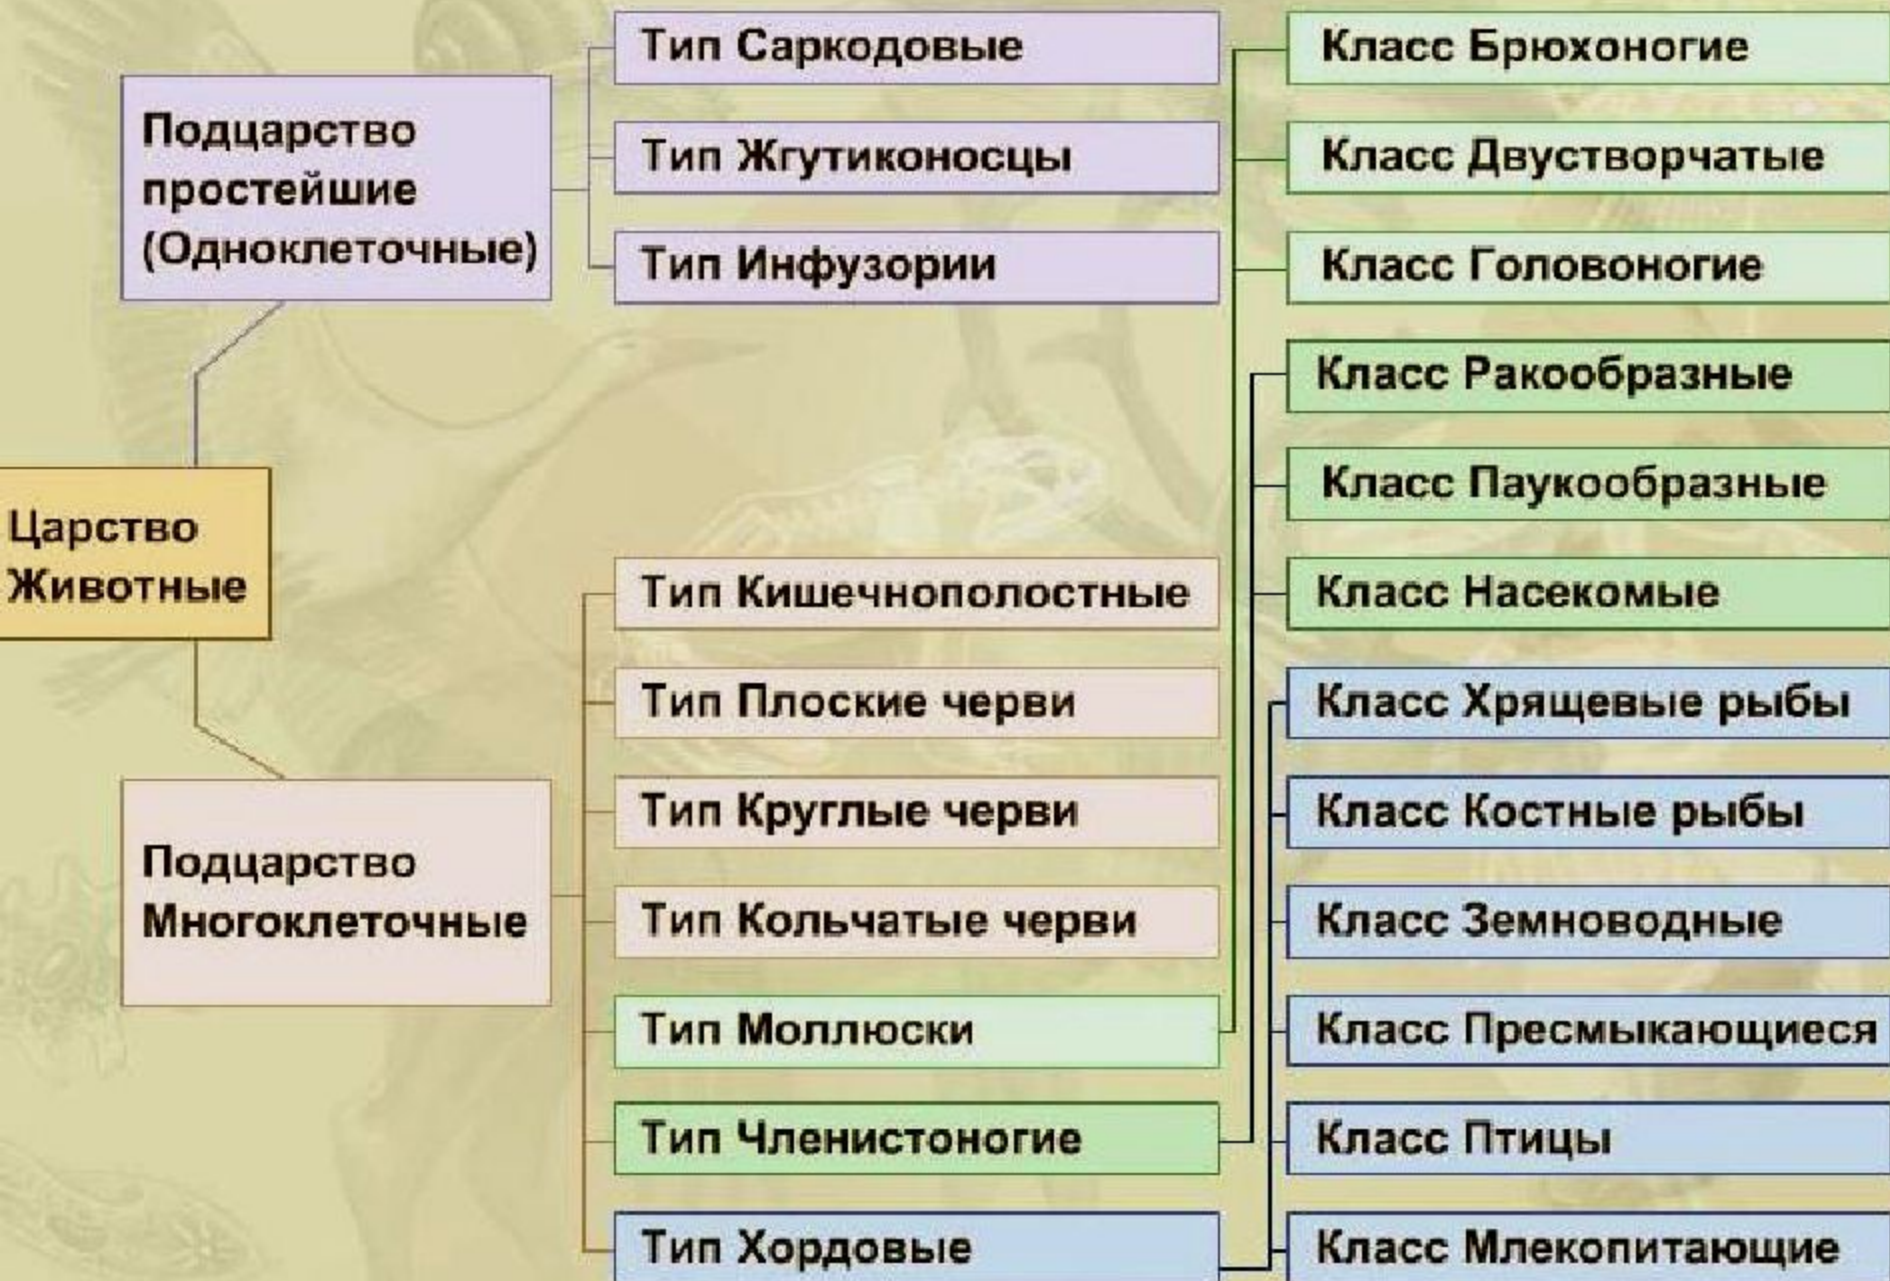 Царство
Животные
Подцарство
простейшие
(Одноклеточные)
Тип Саркодовые
Тип Жгутиконосцы
Тип Инфузории
Подцарство
Многоклеточные
Тип Кишечнополостные
Тип Плоские черви
Тип Круглые черви
Тип Кольчатые черви
Тип Моллюски
Тип Членистоногие
Тип Хордовые
Класс Брюхоногие
Класс Двустворчатые
Класс Головоногие
Класс Ракообразные
Класс Паукообразные
Класс Насекомые
Класс Хрящевые рыбы
Класс Костные рыбы
Класс Земноводные
Класс Пресмыкающиеся
Класс Птицы
Класс Млекопитающие